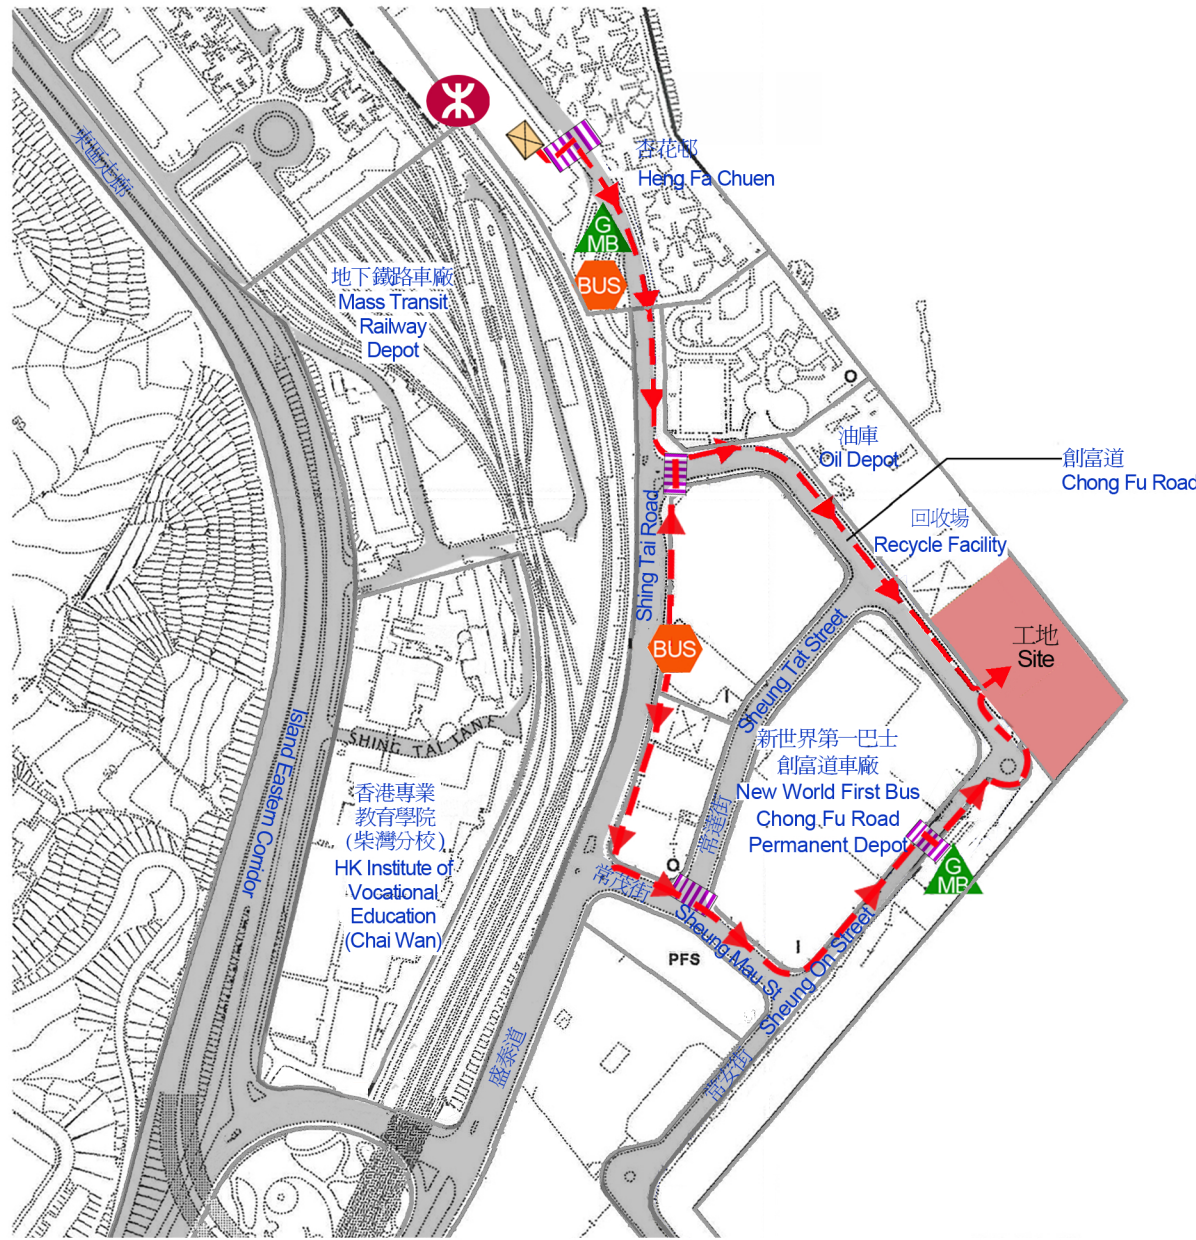 東區走廊
杏花邨
Heng Fa Chuen
G
MB
BUS
地下鐵路車廠
Mass Transit
Railway
Depot
O
油庫
Oil Depot
創富道
Chong Fu Road
回收場
Recycle Facility
Shing Tai Road
工地
Site
BUS
Sheung Tat Street
I
SHING TAI LANE
Island Eastern Corridor
新世界第一巴士
創富道車廠
New World First Bus
Chong Fu Road
Permanent Depot
香港專業
教育學院
(柴灣分校)
HK Institute of
Vocational
Education
(Chai Wan)
常達街
O
常茂街
G
MB
Sheung Mau St
Sheung On Street
I
PFS
盛泰道
常安街